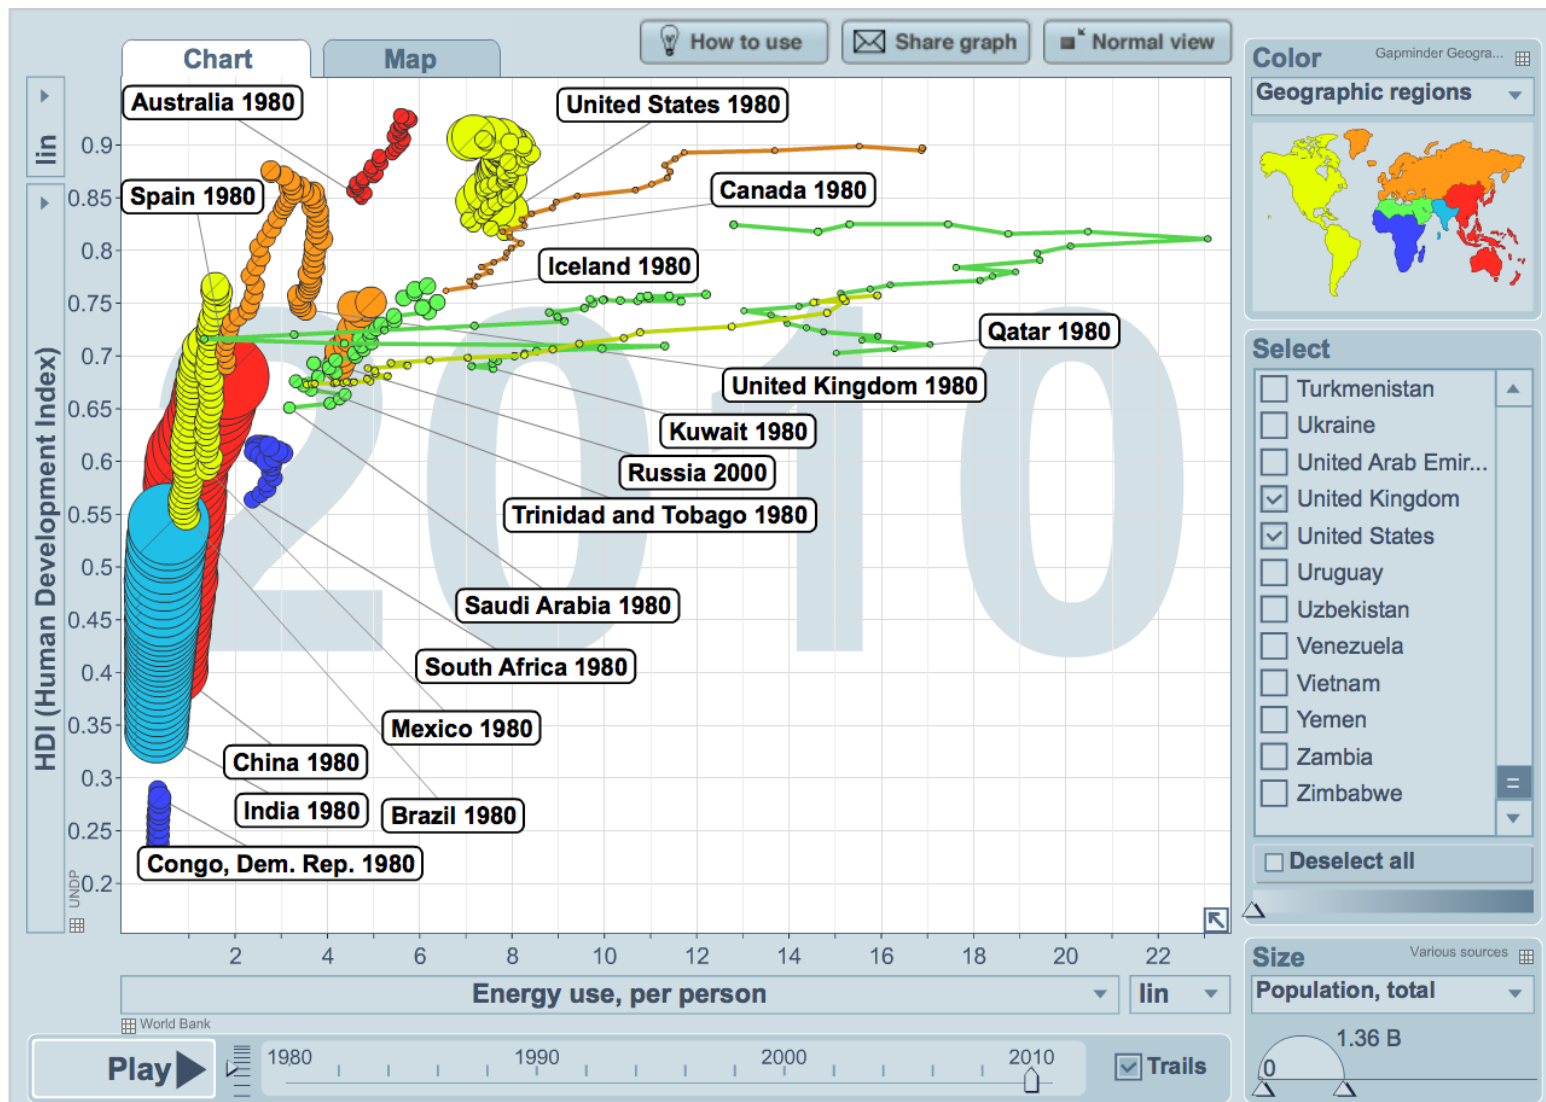 How to use
Share graph
Normal view
Chart
Map
Color
Gapminder Geogra...
Geographic regions
lin
HDI (Human Development Index)
UNDP
0.9
0.85
0.8
0.75
0.7
0.65
0.6
0.55
0.5
0.45
0.4
0.35
0.3
0.25
0.2
2010
Australia 1980
United States 1980
Spain 1980
Canada 1980
Iceland 1980
Qatar 1980
United Kingdom 1980
Kuwait 1980
Russia 2000
Trinidad and Tobago 1980
Saudi Arabia 1980
South Africa 1980
Mexico 1980
China 1980
India 1980
Brazil 1980
Congo, Dem. Rep. 1980
2 4 6 8 10 12 14 16 18 20 22
Energy use, per person
lin
World Bank
Select
Turkmenistan
Ukraine
United Arab Emir...
United Kingdom
United States
Uruguay
Uzbekistan
Venezuela
Vietnam
Yemen
Zambia
Zimbabwe
Deselect all
Size
Various sources
Population, total
1.36 B
0
Play
1980 1990 2000 2010
Trails